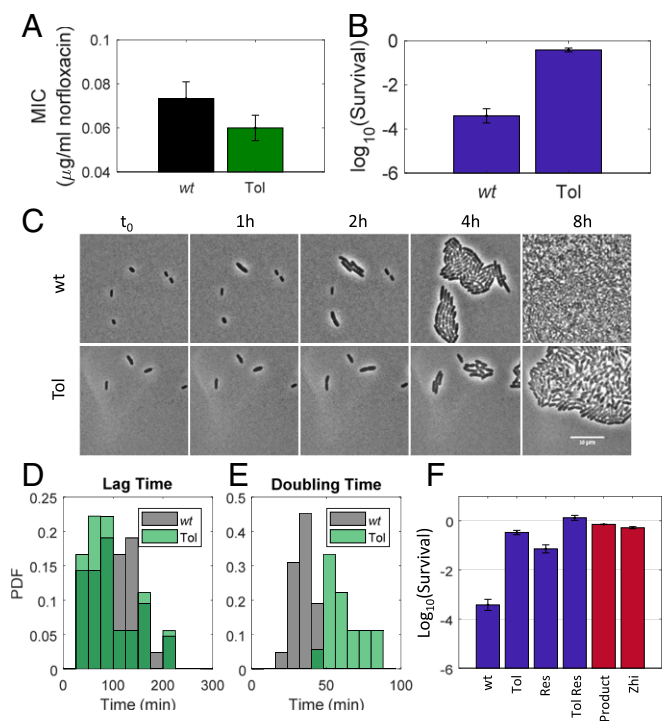 A
0.1
0.08
0.06
0.04
MIC
(μg/ml norfloxacin)
wt
Tol
B
0
-2
-4
-6
log10(Survival)
wt
Tol
C
t0
1h
2h
4h
8h
wt
Tol
10 μm
D
Lag Time
0.25
0.2
0.15
0.1
0.05
0
PDF
wt
Tol
0
100
200
300
Time (min)
E
Doubling Time
0.5
0.4
0.3
0.2
0.1
0
wt
Tol
0
50
100
Time (min)
F
0
-2
-4
-6
Log10(Survival)
wt
Tol
Res
Tol Res
Product
Zhi